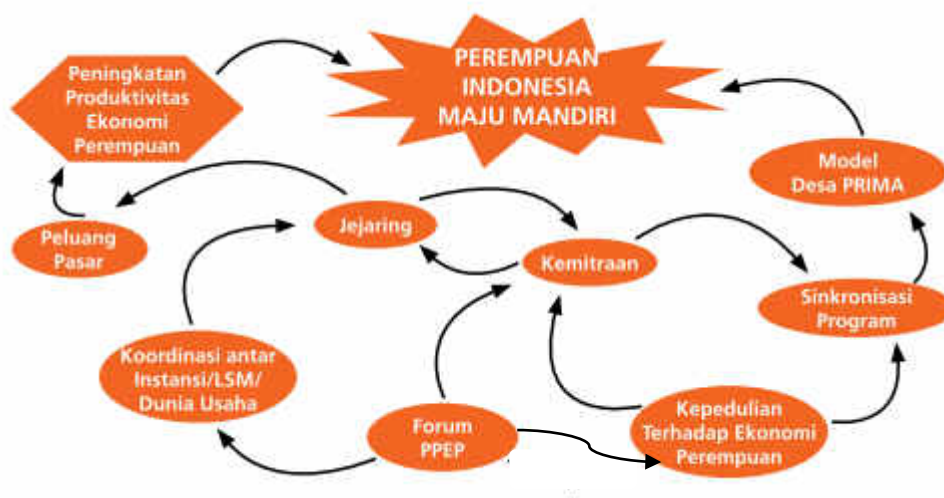 Peningkatan
Produktivitas
Ekonomi
Perempuan
PEREMPUAN
INDONESIA
MAJU MANDIRI
Model
Desa PRIMA
Peluang
Pasar
Jejaring
Kemitraan
Sinkronisasi
Program
Koordinasi antar
Instansi/LSM/
Dunia Usaha
Forum
PPEP
Kepedulian
Terhadap Ekonomi
Perempuan